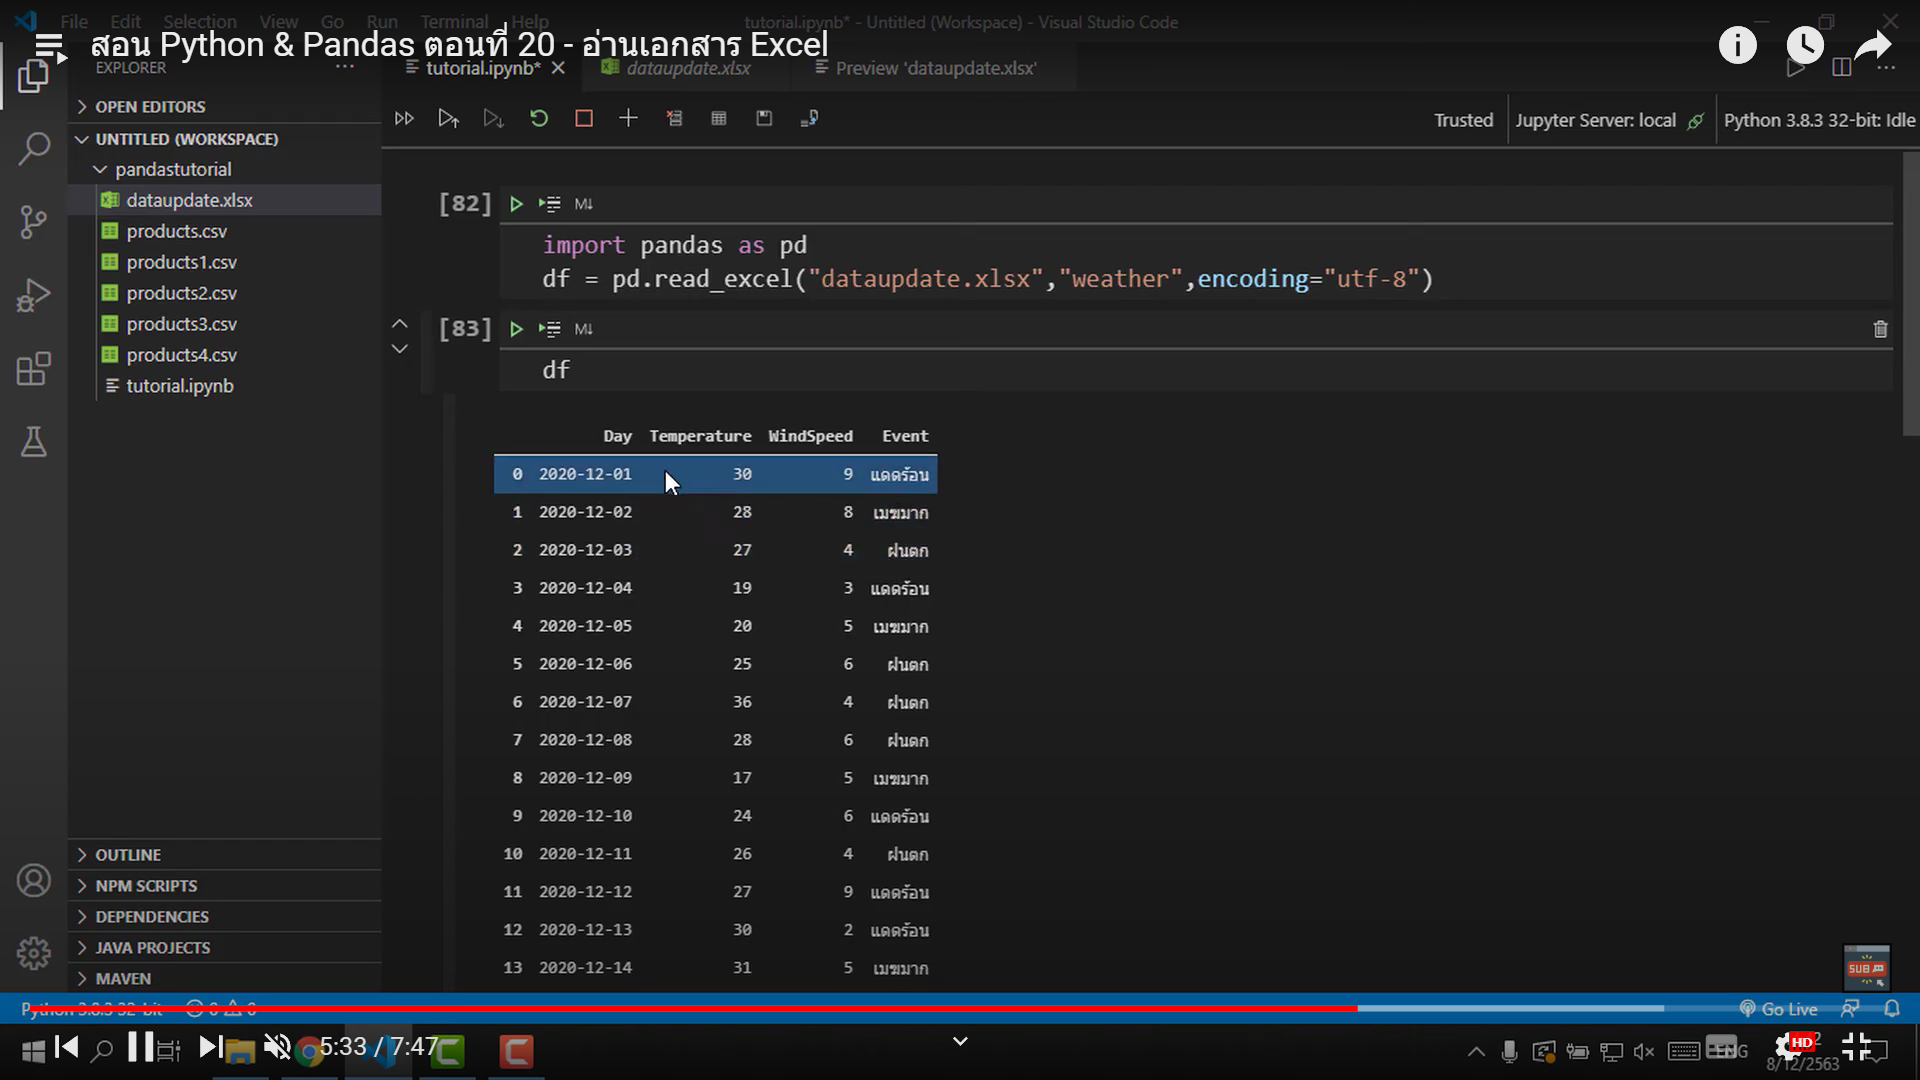 File Edit Selection View Go Run Terminal Help
tutorial.ipynb* - Untitled (Workspace) - Visual Studio Code
สอน Python & Pandas ตอนที่ 20 - อ่านเอกสาร Excel
EXPLORER
tutorial.ipynb*
dataupdate.xlsx
Preview 'dataupdate.xlsx'
OPEN EDITORS
UNTITLED (WORKSPACE)
pandastutorial
dataupdate.xlsx
products.csv
products1.csv
products2.csv
products3.csv
products4.csv
tutorial.ipynb
OUTLINE
NPM SCRIPTS
DEPENDENCIES
JAVA PROJECTS
MAVEN
Trusted
Jupyter Server: local
Python 3.8.3 32-bit: Idle
[82]
M↓
import pandas as pd
df = pd.read_excel("dataupdate.xlsx","weather",encoding="utf-8")
[83]
M↓
df
Day Temperature WindSpeed Event
0 2020-12-01 30 9 แดดร้อน
1 2020-12-02 28 8 เมฆมาก
2 2020-12-03 27 4 ฝนตก
3 2020-12-04 19 3 แดดร้อน
4 2020-12-05 20 5 เมฆมาก
5 2020-12-06 25 6 ฝนตก
6 2020-12-07 36 4 ฝนตก
7 2020-12-08 28 6 ฝนตก
8 2020-12-09 17 5 เมฆมาก
9 2020-12-10 24 6 แดดร้อน
10 2020-12-11 26 4 ฝนตก
11 2020-12-12 27 9 แดดร้อน
12 2020-12-13 30 2 แดดร้อน
13 2020-12-14 31 5 เมฆมาก
SUB
Python 3.8.3 32-bit 0 0
Go Live
5:33 / 7:47
ENG
HD
8/12/2563